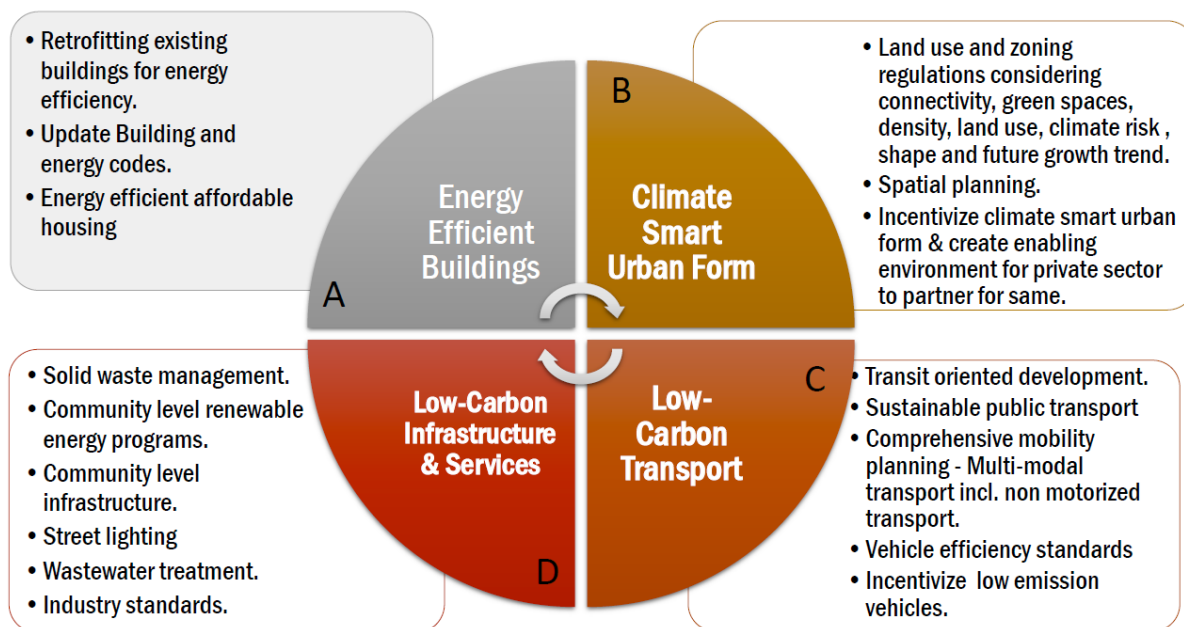 • Retrofitting existing
buildings for energy
efficiency.
• Update Building and
energy codes.
• Energy efficient affordable
housing
A
Energy
Efficient
Buildings
B
Climate
Smart
Urban Form
• Land use and zoning
regulations considering
connectivity, green spaces,
density, land use, climate risk ,
shape and future growth trend.
• Spatial planning.
• Incentivize climate smart urban
form & create enabling
environment for private sector
to partner for same.
• Solid waste management.
• Community level renewable
energy programs.
• Community level
infrastructure.
• Street lighting
• Wastewater treatment.
• Industry standards.
Low-Carbon
Infrastructure
& Services
D
Low-
Carbon
Transport
C
• Transit oriented development.
• Sustainable public transport
• Comprehensive mobility
planning - Multi-modal
transport incl. non motorized
transport.
• Vehicle efficiency standards
• Incentivize low emission
vehicles.